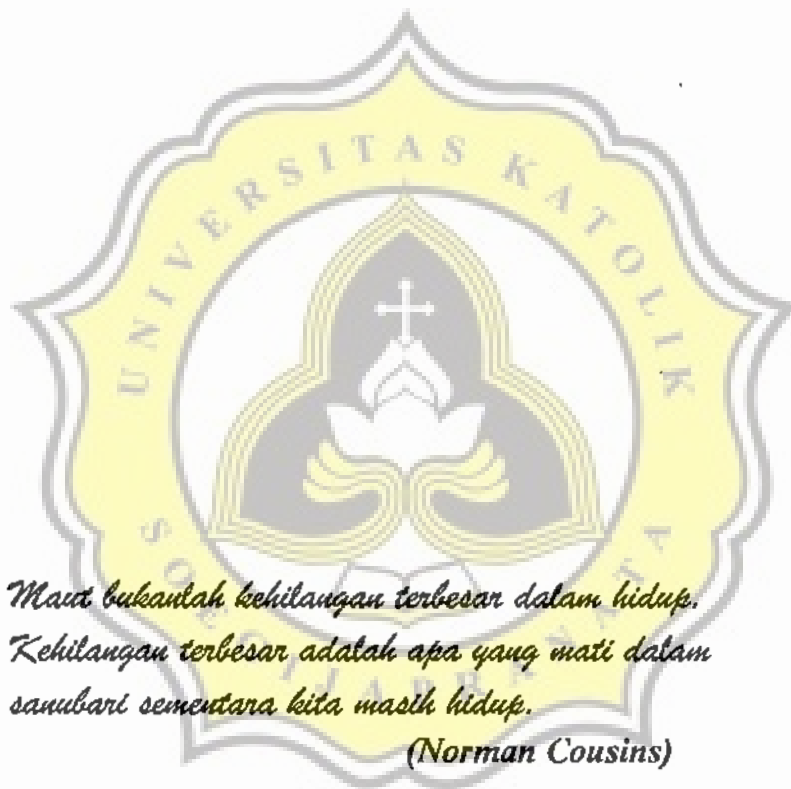 UNIVERSITAS KATOLIK
SOEGIJAPRANATA
Maut bukanlah kehilangan terbesar dalam hidup.
Kehilangan terbesar adalah apa yang mati dalam
sanubari sementara kita masih hidup.
(Norman Cousins)